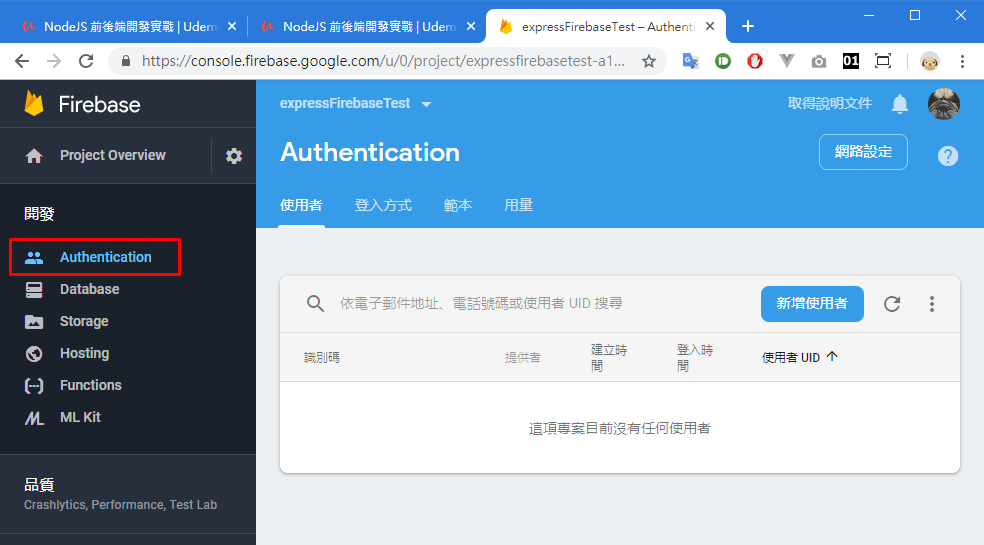 NodeJS 前後端開發實戰 | Udem
NodeJS 前後端開發實戰 | Udem
expressFirebaseTest – Authenti
https://console.firebase.google.com/u/0/project/expressfirebasetest-a1...
01
Firebase
expressFirebaseTest
取得說明文件
Project Overview
Authentication
網路設定
開發
使用者
登入方式
範本
用量
Authentication
Database
Storage
Hosting
Functions
ML Kit
依電子郵件地址、電話號碼或使用者 UID 搜尋
新增使用者
識別碼
提供者
建立時
間
登入時
間
使用者 UID
這項專案目前沒有任何使用者
品質
Crashlytics, Performance, Test Lab